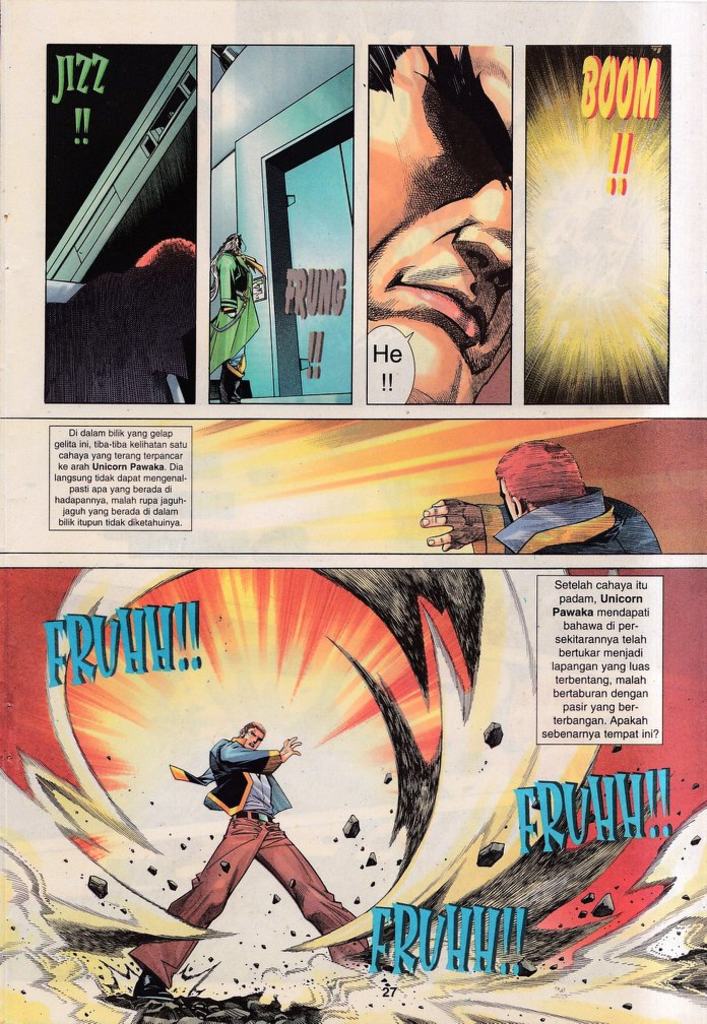 JIZZ
!!
PRUNG
!!
He
!!
BOOM
!!
Di dalam bilik yang gelap
gelita ini, tiba-tiba kelihatan satu
cahaya yang terang terpancar
ke arah Unicorn Pawaka. Dia
langsung tidak dapat mengenal-
pasti apa yang berada di
hadapannya, malah rupa jaguh-
jaguh yang berada di dalam
bilik itupun tidak diketahuinya.
Setelah cahaya itu
padam, Unicorn
Pawaka mendapati
bahawa di per-
sekitarannya telah
bertukar menjadi
lapangan yang luas
terbentang, malah
bertaburan dengan
pasir yang ber-
terbangan. Apakah
sebenarnya tempat ini?
FRUHH!!
FRUHH!!
FRUHH!!
27